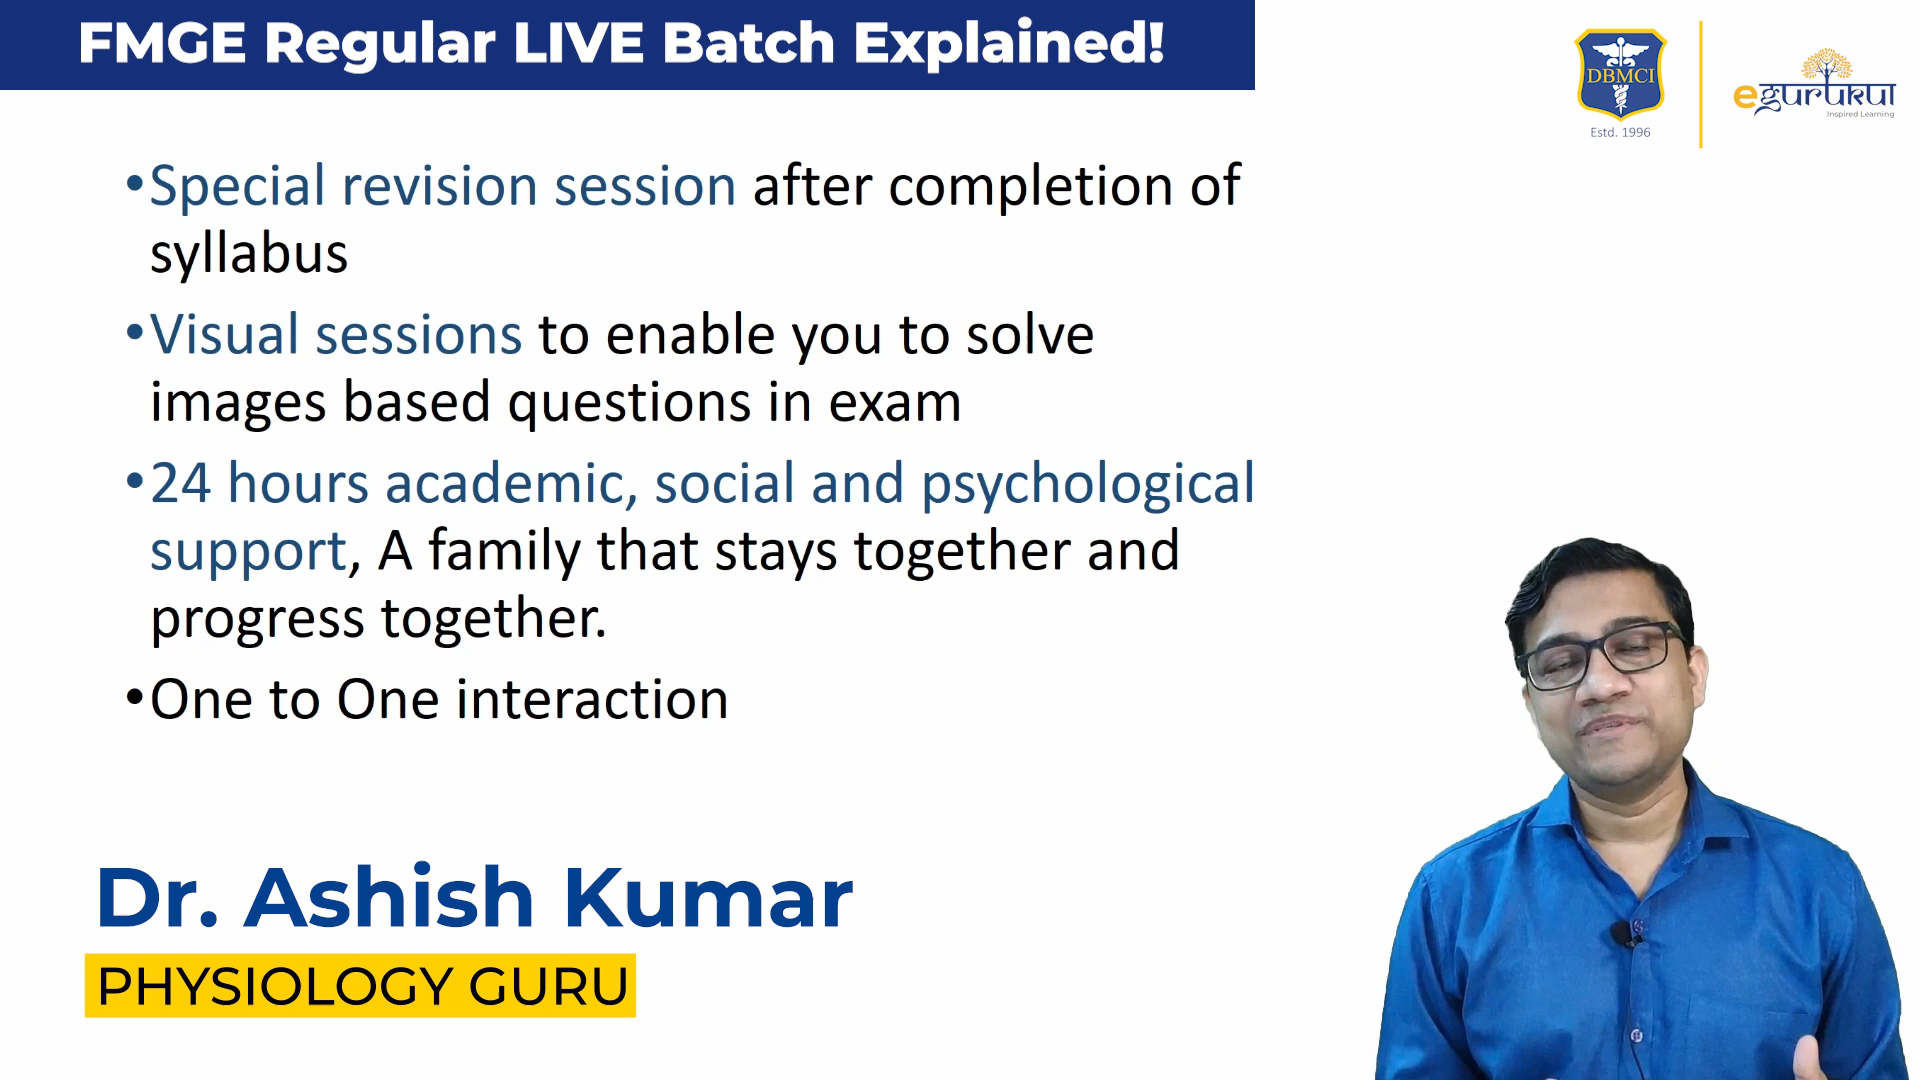 FMGE Regular LIVE Batch Explained!
DBMCI
Estd. 1996
egurukul
Inspired Learning
•Special revision session after completion of
syllabus
•Visual sessions to enable you to solve
images based questions in exam
•24 hours academic, social and psychological
support, A family that stays together and
progress together.
•One to One interaction
Dr. Ashish Kumar
PHYSIOLOGY GURU